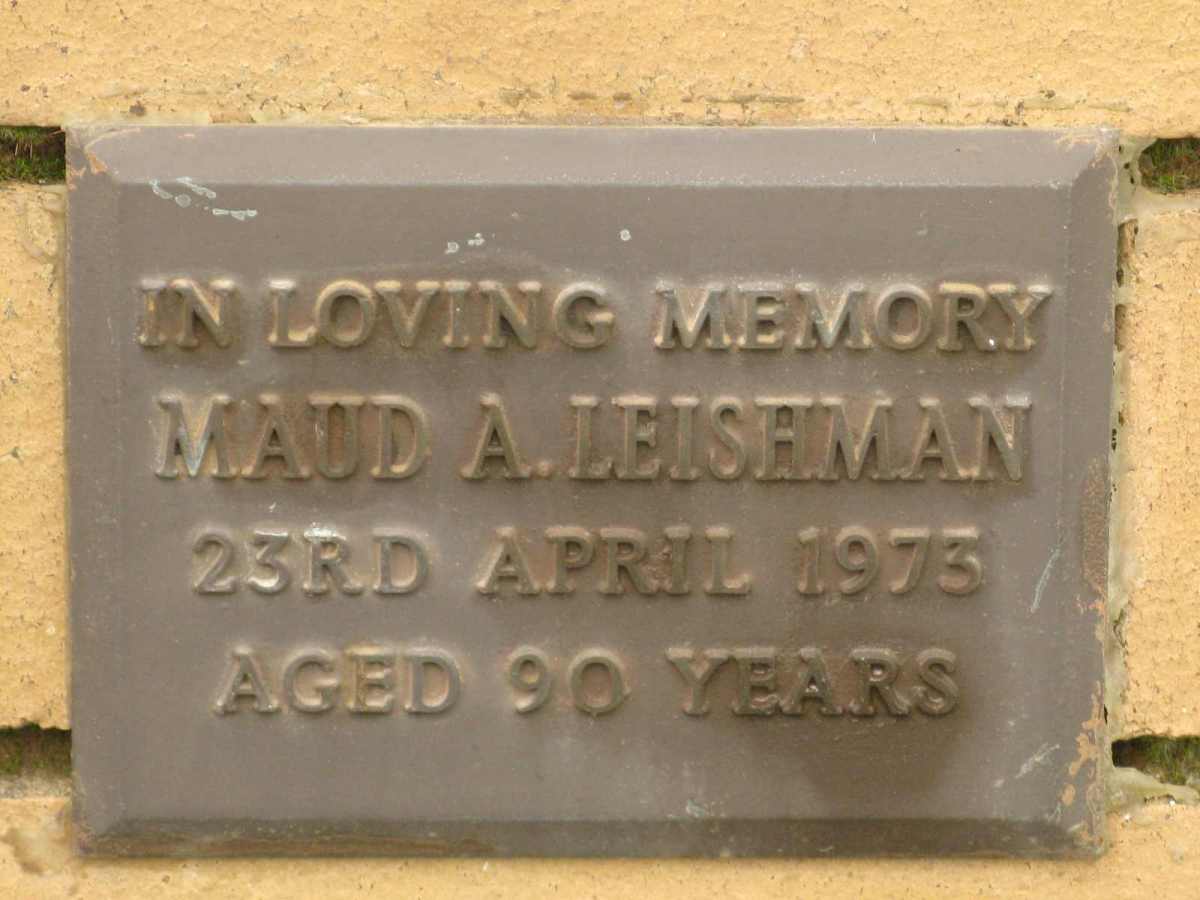 IN LOVING MEMORY
MAUD A. LEISHMAN
23RD APRIL 1973
AGED 90 YEARS